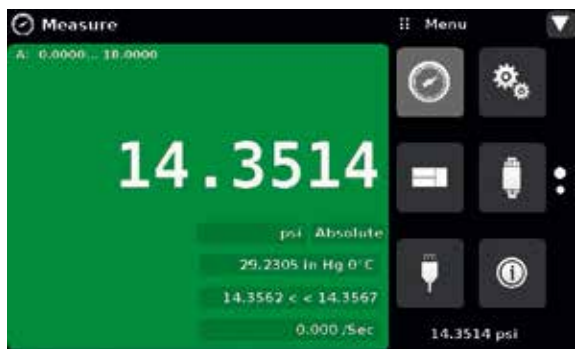 Measure
Menu
A: 0.0000... 18.0000
14.3514
psi Absolute
29.2305 in Hg 0°C
14.3562 < < 14.3567
0.000 /Sec
14.3514 psi